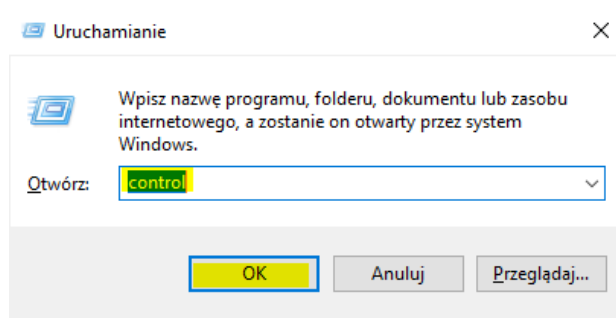 Uruchamianie
Wpisz nazwę programu, folderu, dokumentu lub zasobu
internetowego, a zostanie on otwarty przez system
Windows.
Otwórz: control
OK Anuluj Przeglądaj...